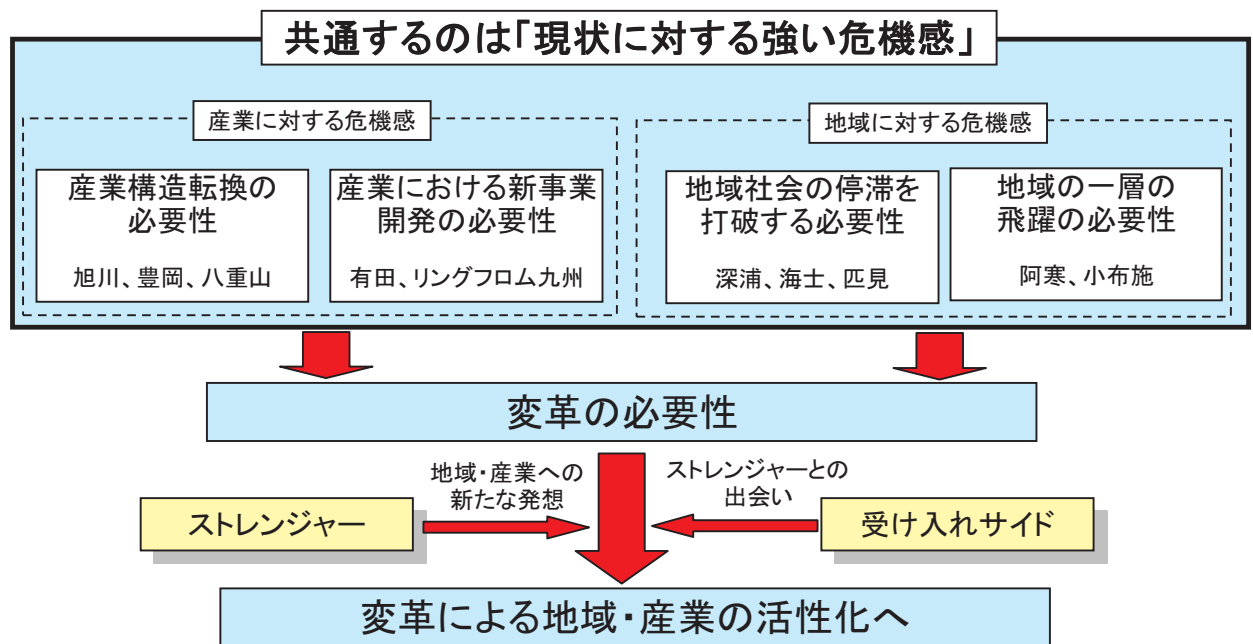 共通するのは「現状に対する強い危機感」
産業に対する危機感
産業構造転換の
必要性
旭川、豊岡、八重山
産業における新事業
開発の必要性
有田、リングフロム九州
地域に対する危機感
地域社会の停滞を
打破する必要性
深浦、海士、匹見
地域の一層の
飛躍の必要性
阿寒、小布施
変革の必要性
地域・産業への
新たな発想
ストレンジャーとの
出会い
ストレンジャー
受け入れサイド
変革による地域・産業の活性化へ